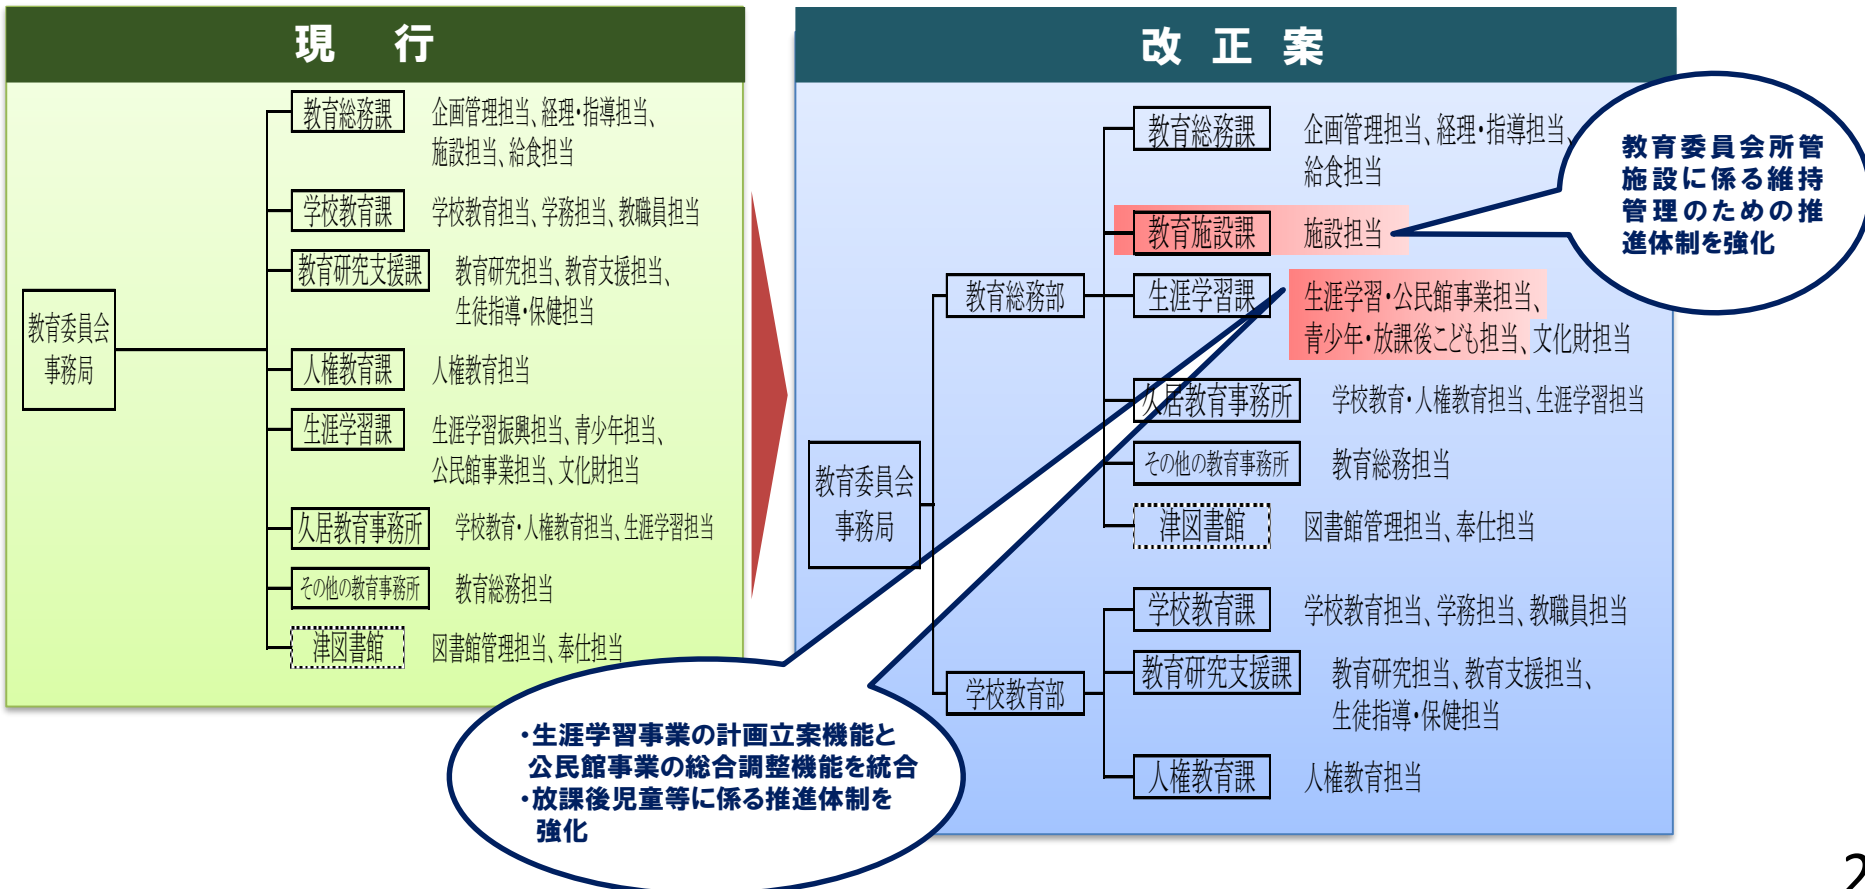 現 行
教育総務課 企画管理担当、経理・指導担当、
施設担当、給食担当
学校教育課 学校教育担当、学務担当、教職員担当
教育研究支援課 教育研究担当、教育支援担当、
生徒指導・保健担当
教育委員会
事務局
人権教育課 人権教育担当
生涯学習課 生涯学習振興担当、青少年担当、
公民館事業担当、文化財担当
久居教育事務所 学校教育・人権教育担当、生涯学習担当
その他の教育事務所 教育総務担当
津図書館 図書館管理担当、奉仕担当
改 正 案
教育総務課 企画管理担当、経理・指導担当、
給食担当
教育施設課 施設担当
教育委員会所管
施設に係る維持
管理のための推
進体制を強化
教育総務部
生涯学習課 生涯学習・公民館事業担当、
青少年・放課後こども担当、文化財担当
久居教育事務所 学校教育・人権教育担当、生涯学習担当
その他の教育事務所 教育総務担当
教育委員会
事務局
津図書館 図書館管理担当、奉仕担当
学校教育課 学校教育担当、学務担当、教職員担当
学校教育部
教育研究支援課 教育研究担当、教育支援担当、
生徒指導・保健担当
人権教育課 人権教育担当
・生涯学習事業の計画立案機能と
公民館事業の総合調整機能を統合
・放課後児童等に係る推進体制を
強化
2